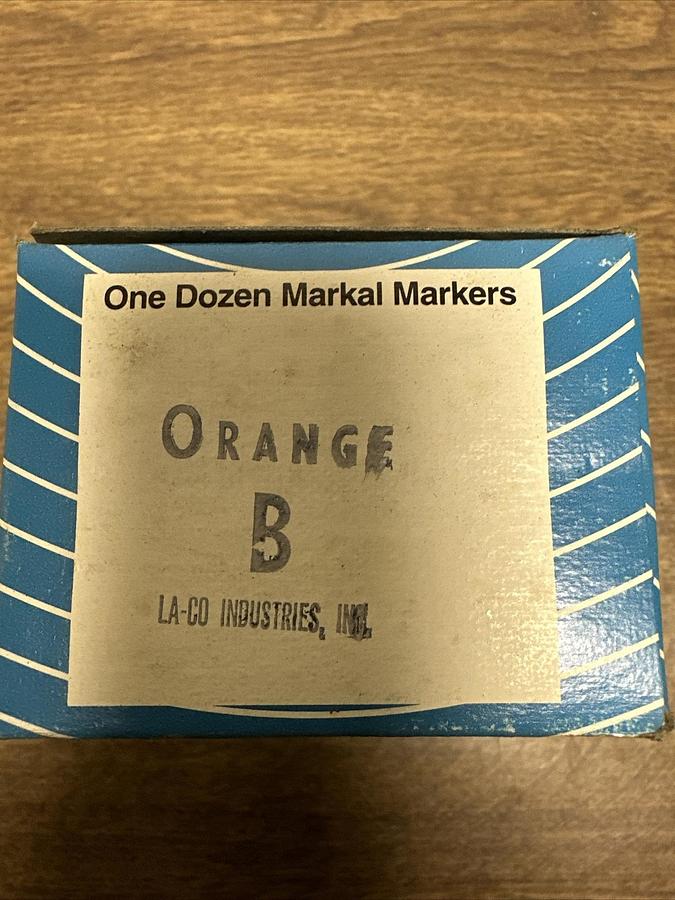 One Dozen Markal Markers
ORANGE
B
LA-CO INDUSTRIES, INC.